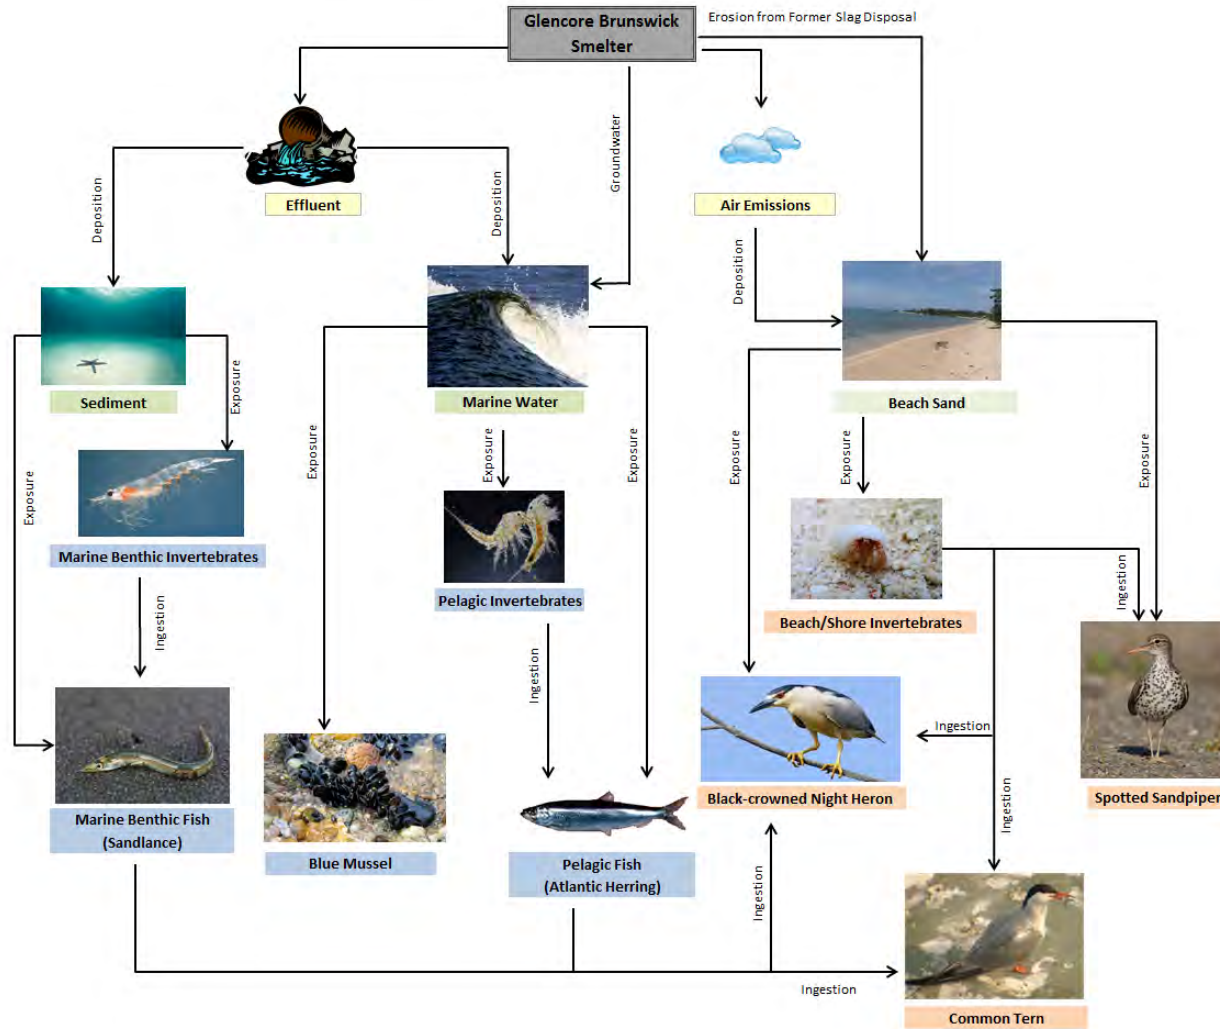 Glencore Brunswick
Smelter
Erosion from Former Slag Disposal
Groundwater
Effluent
Air Emissions
Deposition
Deposition
Deposition
Sediment
Marine Water
Beach Sand
Exposure
Exposure
Exposure
Exposure
Exposure
Exposure
Exposure
Exposure
Marine Benthic Invertebrates
Pelagic Invertebrates
Beach/Shore Invertebrates
Ingestion
Ingestion
Ingestion
Ingestion
Ingestion
Marine Benthic Fish
(Sandlance)
Blue Mussel
Pelagic Fish
(Atlantic Herring)
Black-crowned Night Heron
Spotted Sandpiper
Ingestion
Ingestion
Common Tern